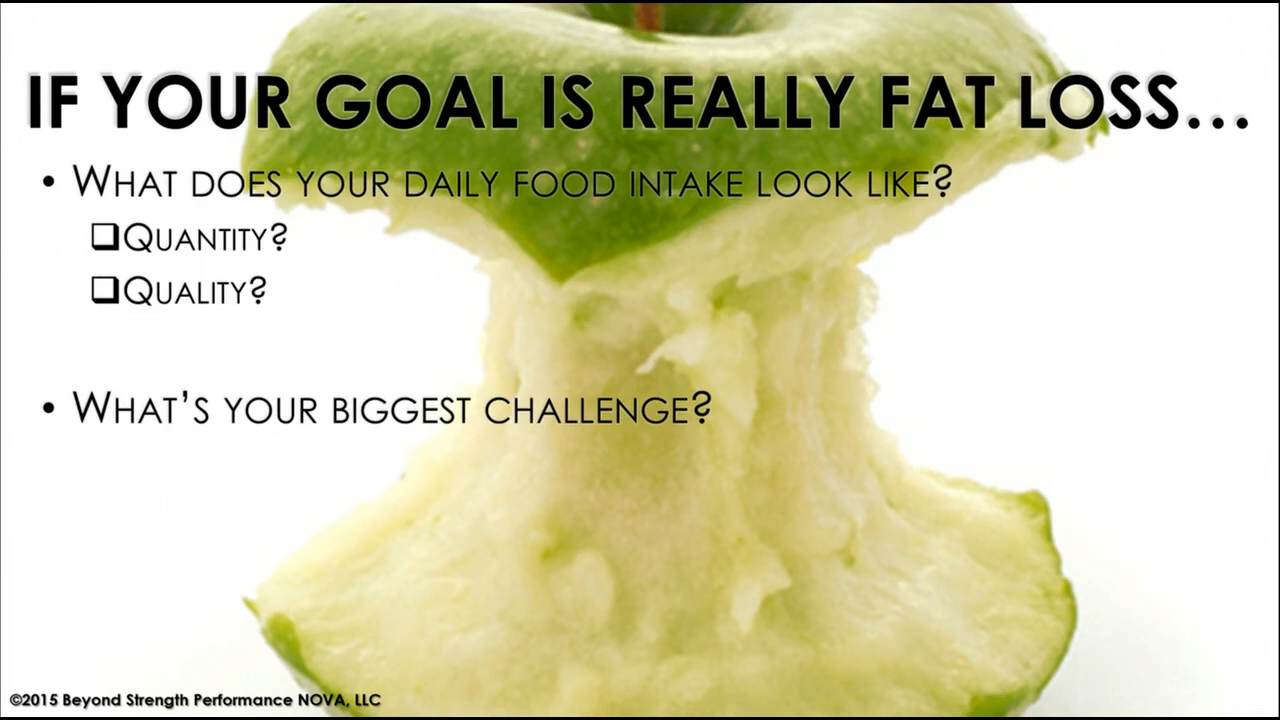 IF YOUR GOAL IS REALLY FAT LOSS…
• WHAT DOES YOUR DAILY FOOD INTAKE LOOK LIKE?
❑QUANTITY?
❑QUALITY?
• WHAT’S YOUR BIGGEST CHALLENGE?
©2015 Beyond Strength Performance NOVA, LLC